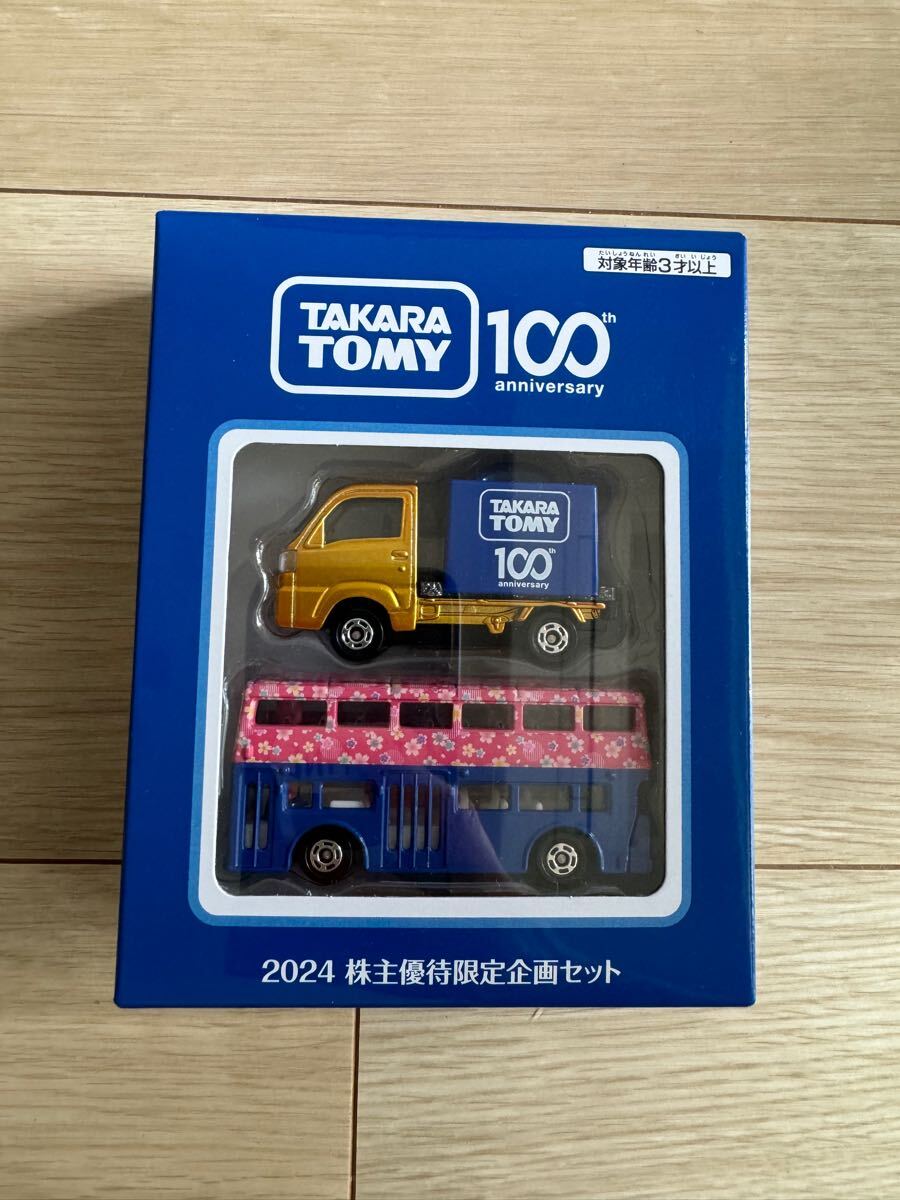 たいしょうねんれい さいいじょう
対象年齢3才以上
TAKARA
TOMY
100th
anniversary
TAKARA
TOMY
100th
anniversary
2024 株主優待限定企画セット